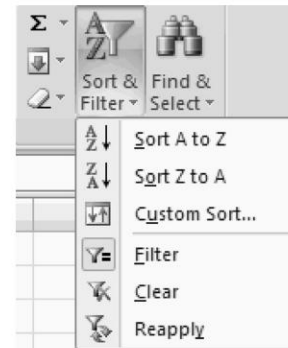 Σ
Sort & Find &
Filter Select
Sort A to Z
Sort Z to A
Custom Sort...
Filter
Clear
Reapply